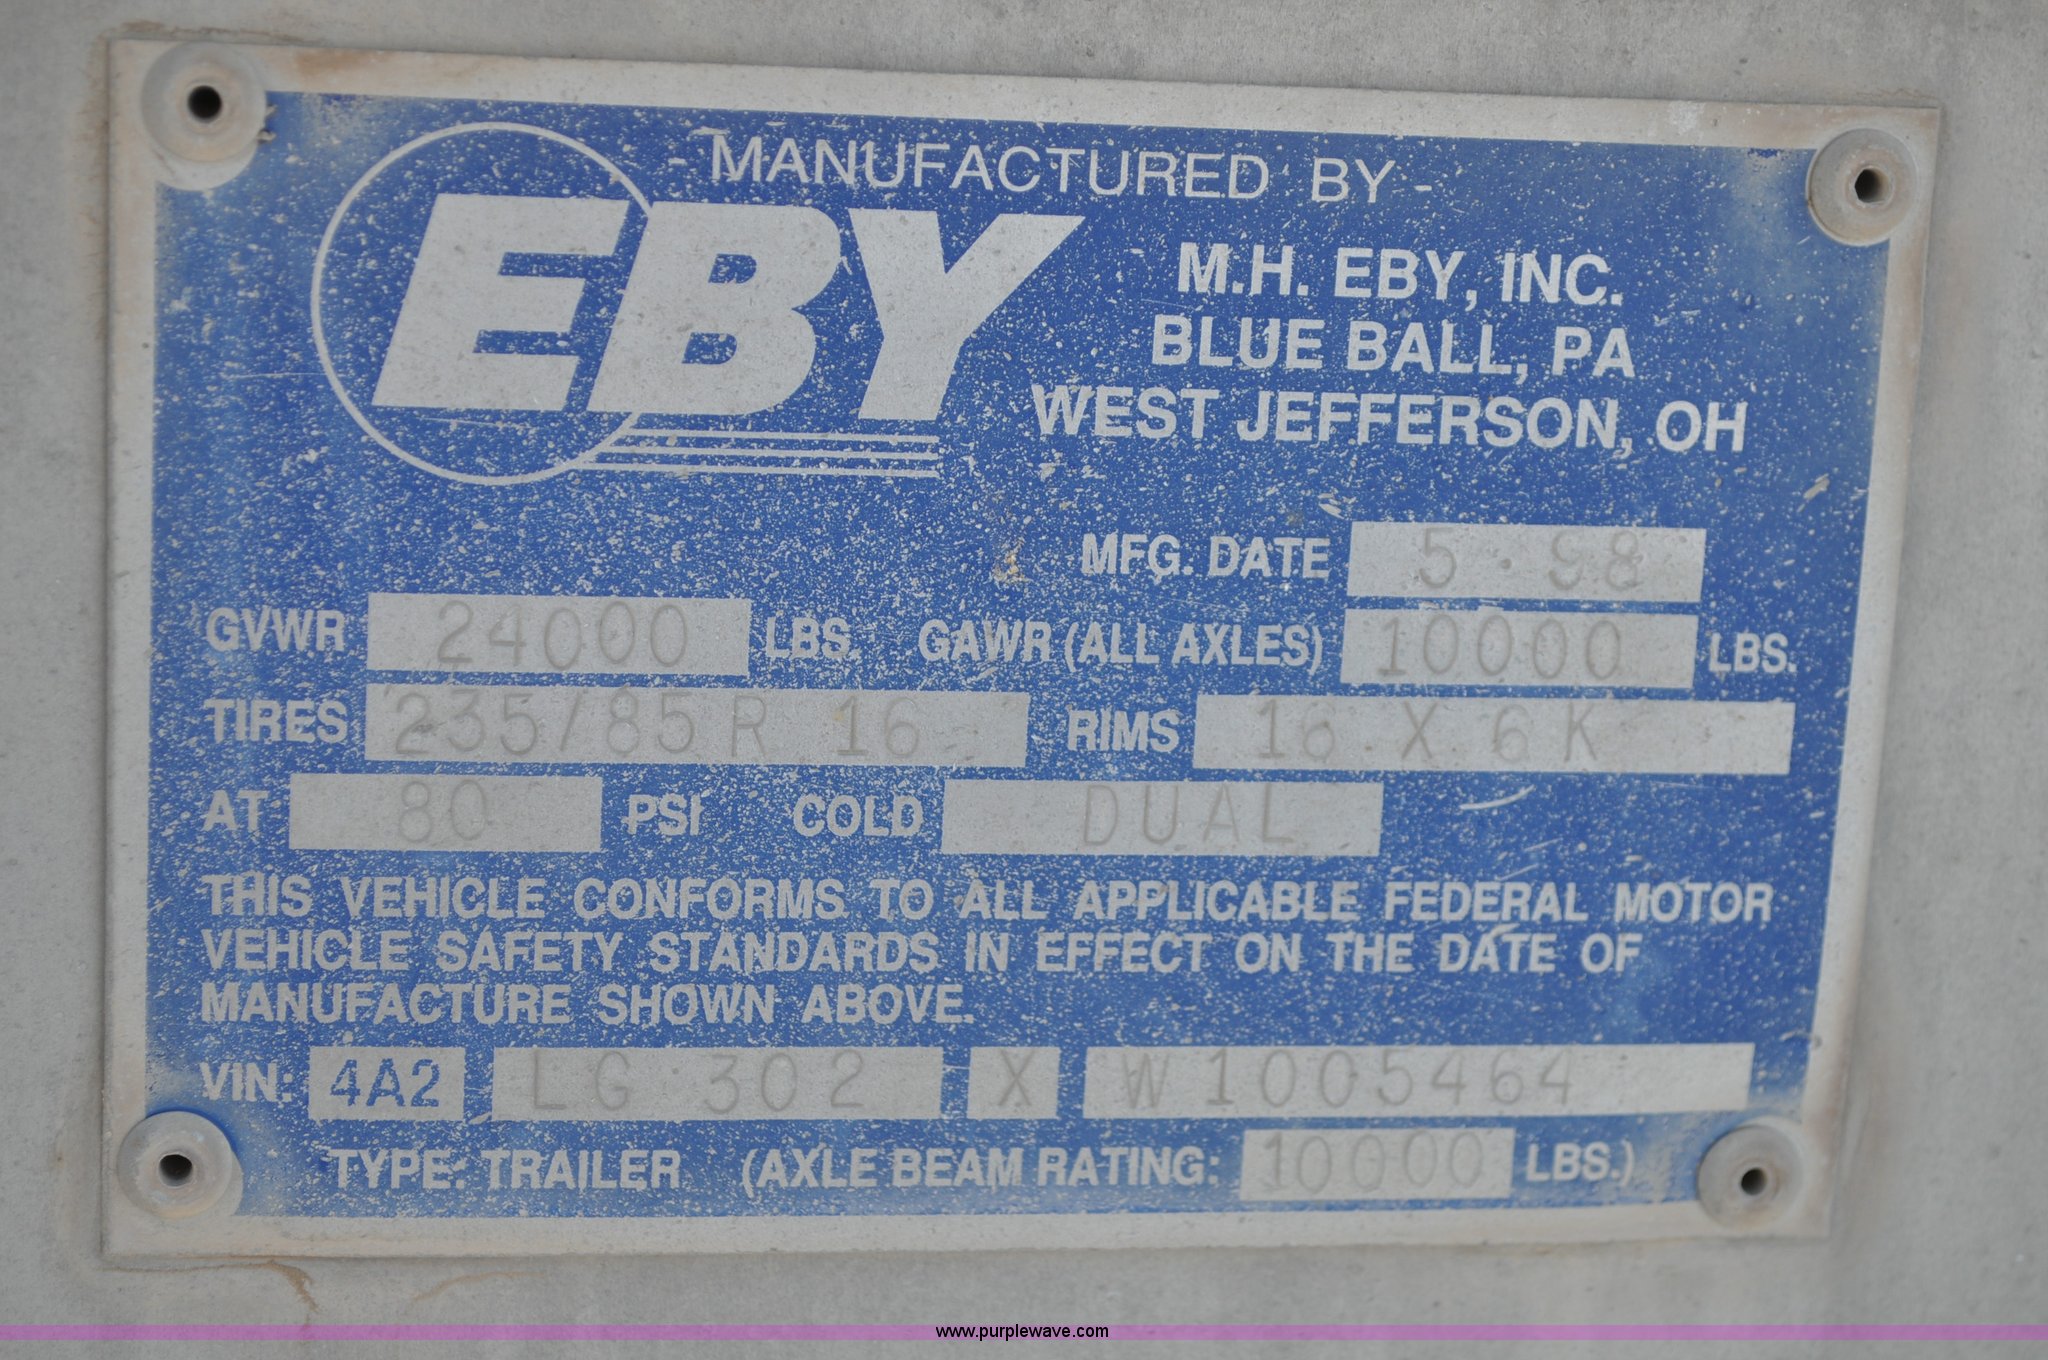 - MANUFACTURED BY -
EBY
M.H. EBY, INC.
BLUE BALL, PA
WEST JEFFERSON, OH
MFG. DATE 5 · 98
GVWR 24000 LBS. GAWR (ALL AXLES) 10000 LBS.
TIRES 235/85 R 16 RIMS 16 X 6 K
AT 80 PSI COLD DUAL
THIS VEHICLE CONFORMS TO ALL APPLICABLE FEDERAL MOTOR
VEHICLE SAFETY STANDARDS IN EFFECT ON THE DATE OF
MANUFACTURE SHOWN ABOVE.
VIN: 4A2 LG 302 X W1005464
TYPE: TRAILER (AXLE BEAM RATING: 10000 LBS.)
www.purplewave.com